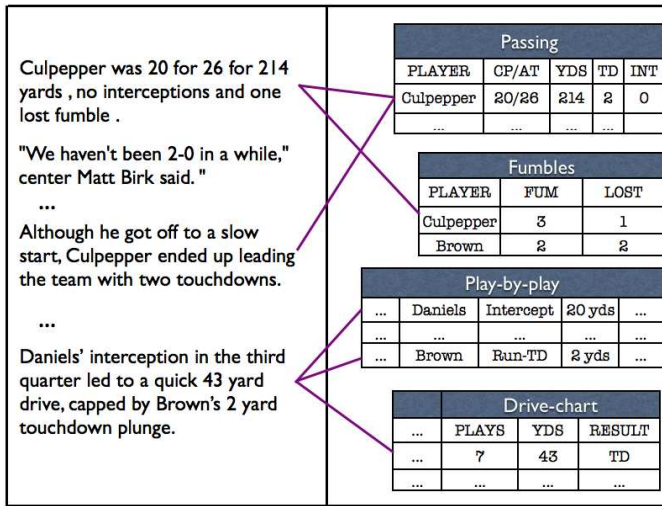 Culpepper was 20 for 26 for 214
yards , no interceptions and one
lost fumble .
"We haven't been 2-0 in a while,"
center Matt Birk said. "
...
Although he got off to a slow
start, Culpepper ended up leading
the team with two touchdowns.
...
Daniels' interception in the third
quarter led to a quick 43 yard
drive, capped by Brown's 2 yard
touchdown plunge.
Passing
PLAYER CP/AT YDS TD INT
Culpepper 20/26 214 2 0
... ... ... ... ...
Fumbles
PLAYER FUM LOST
Culpepper 3 1
Brown 2 2
Play-by-play
... Daniels Intercept 20 yds ...
... ... ... ... ...
... Brown Run-TD 2 yds ...
Drive-chart
... PLAYS YDS RESULT
... 7 43 TD
... ... ... ...